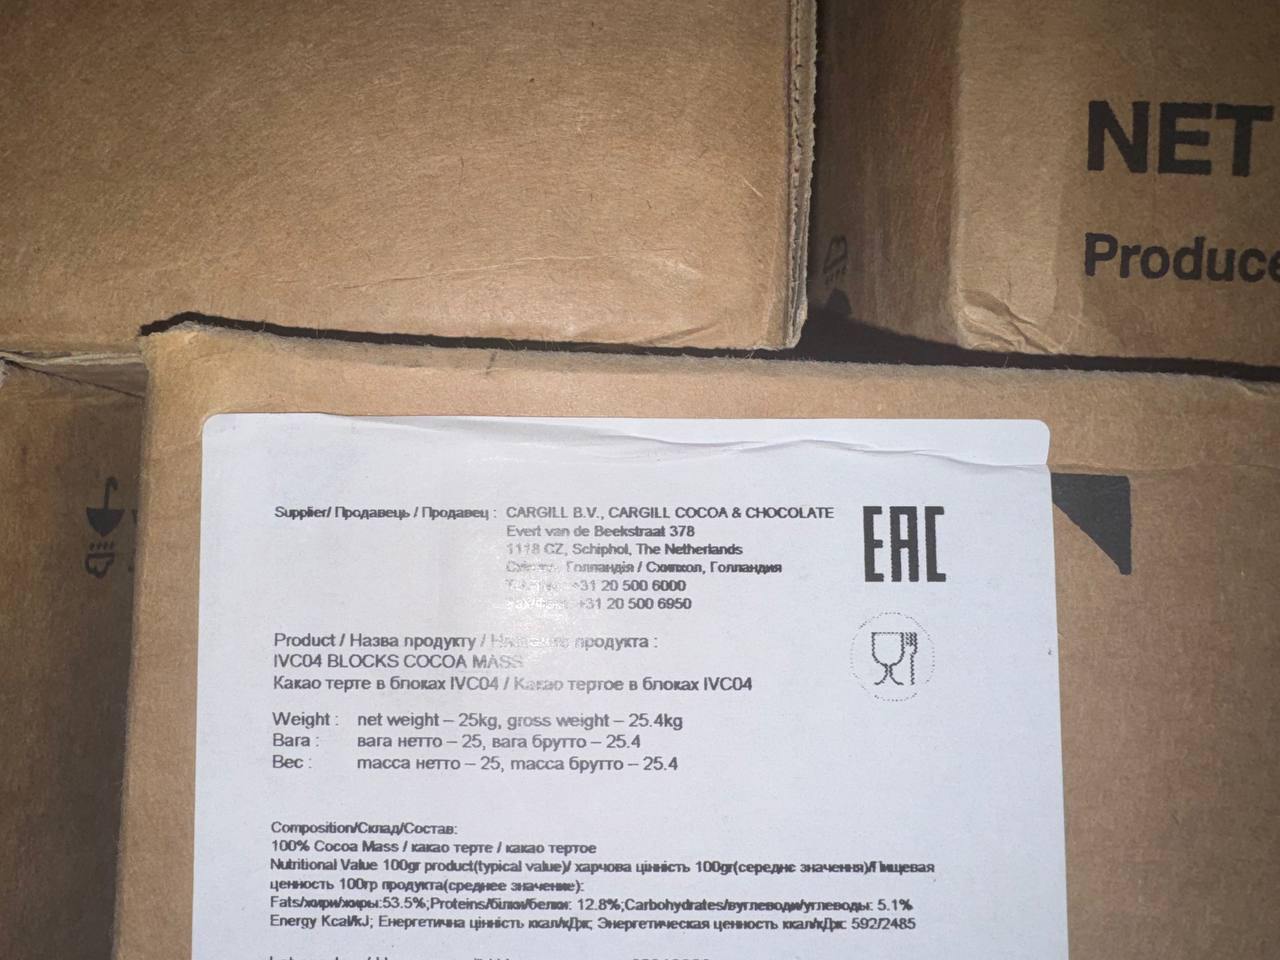 NET
Produce
Supplier/ Продавець / Продавец : CARGILL B.V., CARGILL COCOA & CHOCOLATE
Evert van de Beekstraat 378
1118 CZ, Schiphol, The Netherlands
Голландія / Схипхол, Голландия
+31 20 500 6000
+31 20 500 6950
EAC
Product / Назва продукту / продукта :
IVC04 BLOCKS COCOA MASS
Какао терте в блоках IVC04 / Какао тертое в блоках IVC04
Weight : net weight – 25kg, gross weight – 25.4kg
Вага : вага нетто – 25, вага брутто – 25.4
Вес : масса нетто – 25, масса брутто – 25.4
Composition/Склад/Состав:
100% Cocoa Mass / какао терте / какао тертое
Nutritional Value 100gr product(typical value)/ харчова цінність 100gr(середнє значення)/Пищевая
ценность 100гр продукта(среднее значение):
Fats/жири/жиры:53.5%;Proteins/білки/белки: 12.8%;Carbohydrates/вуглеводи/углеводы: 5.1%
Energy Kcal/kJ; Енергетична цінність ккал/кДж; Энергетическая ценность ккал/кДж: 592/2485